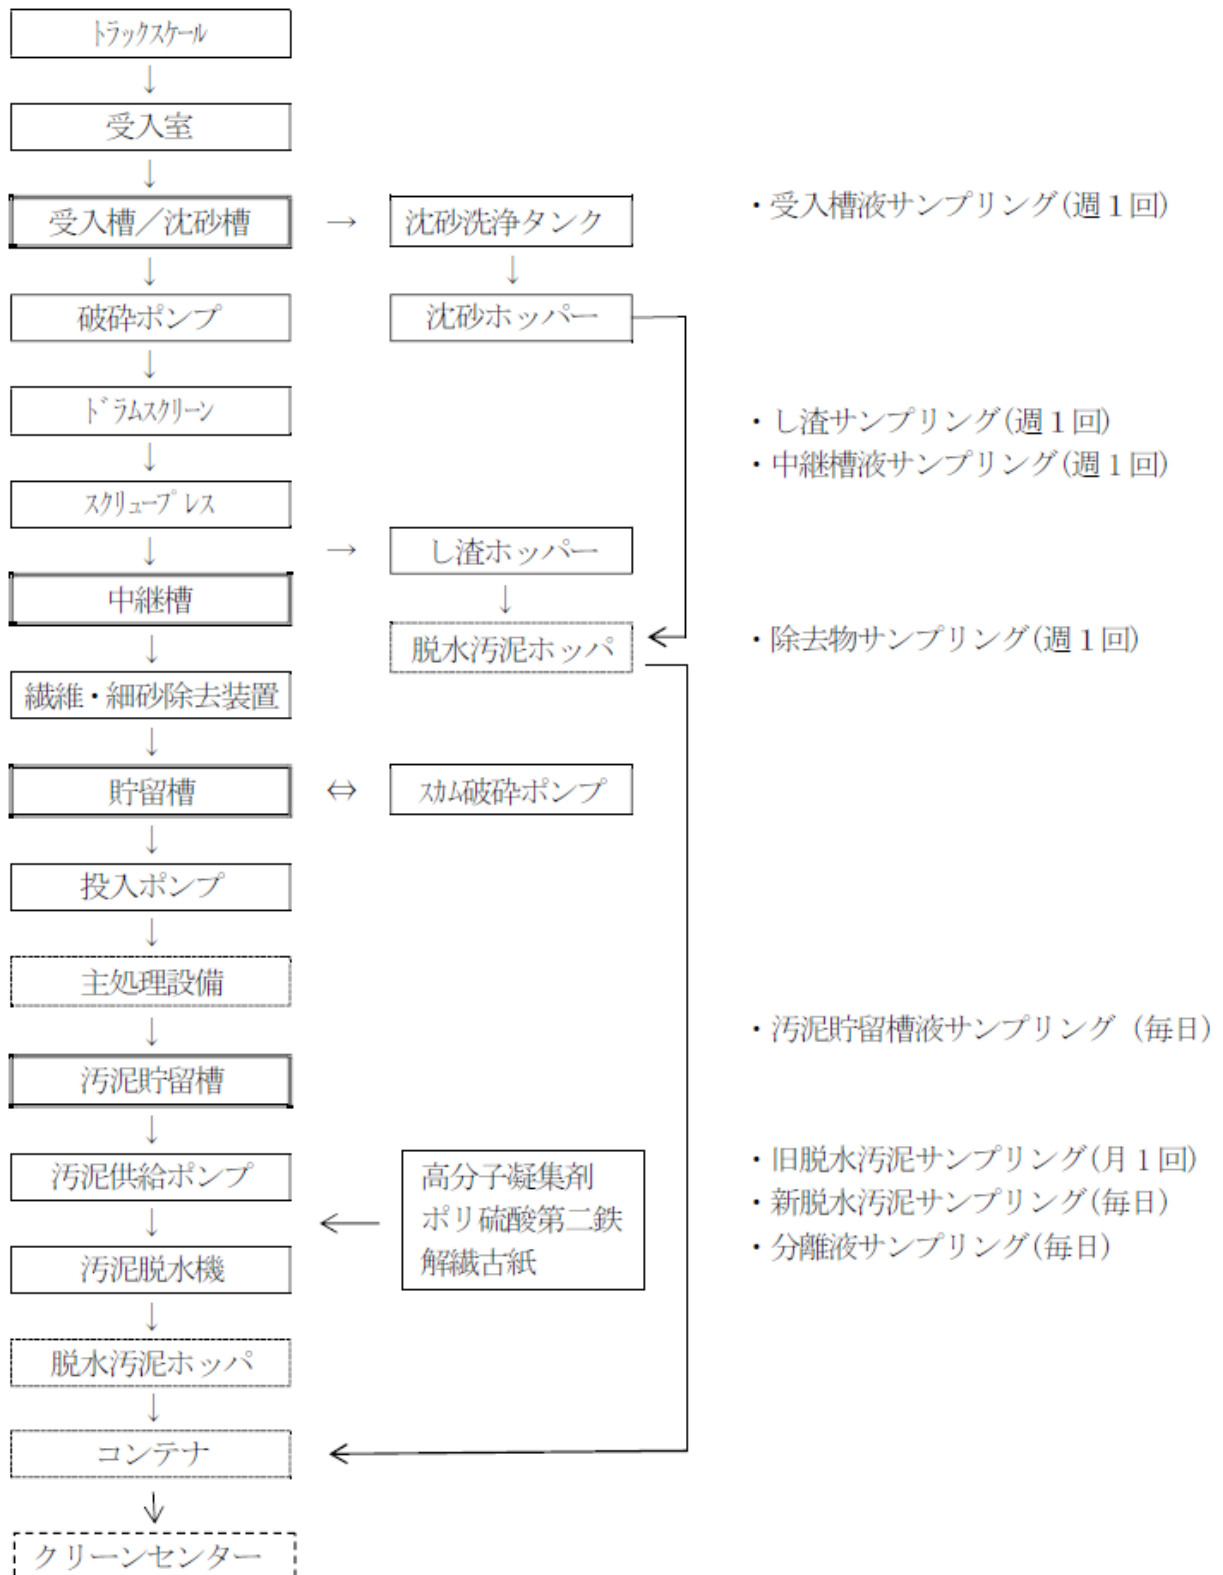 トラックスケール
↓
受入室
↓
受入槽／沈砂槽 → 沈砂洗浄タンク ・受入槽液サンプリング(週１回)
↓ ↓
破砕ポンプ 沈砂ホッパー
↓
ドラムスクリーン ・し渣サンプリング(週１回)
↓ ・中継槽液サンプリング(週１回)
スクリュープレス
↓ → し渣ホッパー
中継槽 ↓
↓ 脱水汚泥ホッパ ・除去物サンプリング(週１回)
繊維・細砂除去装置
↓
貯留槽 ⇔ スカム破砕ポンプ
↓
投入ポンプ
↓
主処理設備
↓ ・汚泥貯留槽液サンプリング（毎日）
汚泥貯留槽
↓
汚泥供給ポンプ 高分子凝集剤 ・旧脱水汚泥サンプリング(月１回)
↓ ← ポリ硫酸第二鉄 ・新脱水汚泥サンプリング(毎日)
汚泥脱水機 解繊古紙 ・分離液サンプリング(毎日)
↓
脱水汚泥ホッパ
↓
コンテナ
↓
クリーンセンター